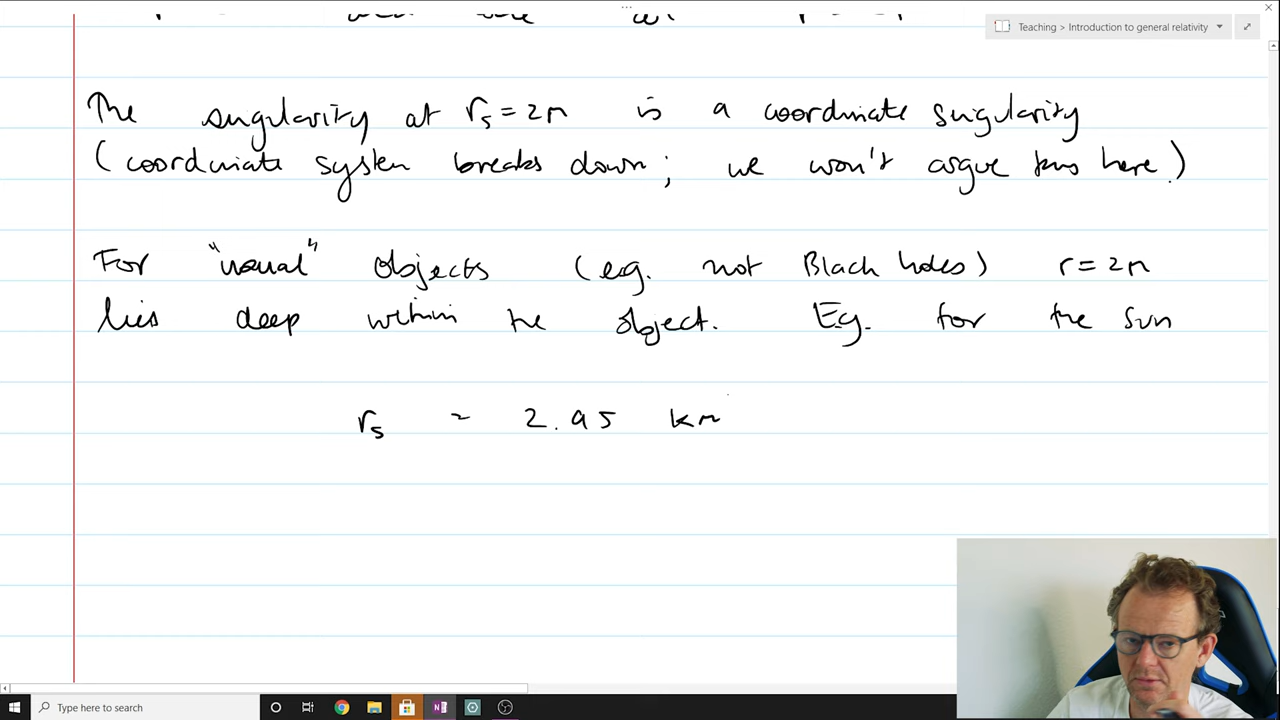 Teaching > Introduction to general relativity
The singularity at rs = 2m is a coordinate singularity
(coordinate system breaks down; we won't argue this here.)
For "usual" objects (e.g. not Black holes) r = 2m
lies deep within the object. E.g. for the sun
rs = 2.95 km
Type here to search